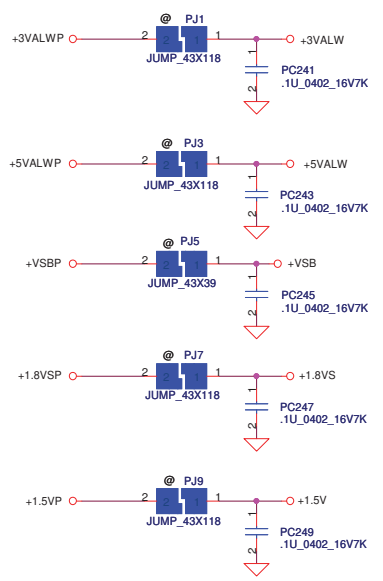 @ PJ1
+3VALWP 2 2 1 1 +3VALW
JUMP_43X118
1 PC241
2 .1U_0402_16V7K
@ PJ3
+5VALWP 2 2 1 1 +5VALW
JUMP_43X118
1 PC243
2 .1U_0402_16V7K
@ PJ5
+VSBP 2 2 1 1 +VSB
JUMP_43X39
1 PC245
2 .1U_0402_16V7K
@ PJ7
+1.8VSP 2 2 1 1 +1.8VS
JUMP_43X118
1 PC247
2 .1U_0402_16V7K
@ PJ9
+1.5VP 2 2 1 1 +1.5V
JUMP_43X118
1 PC249
2 .1U_0402_16V7K